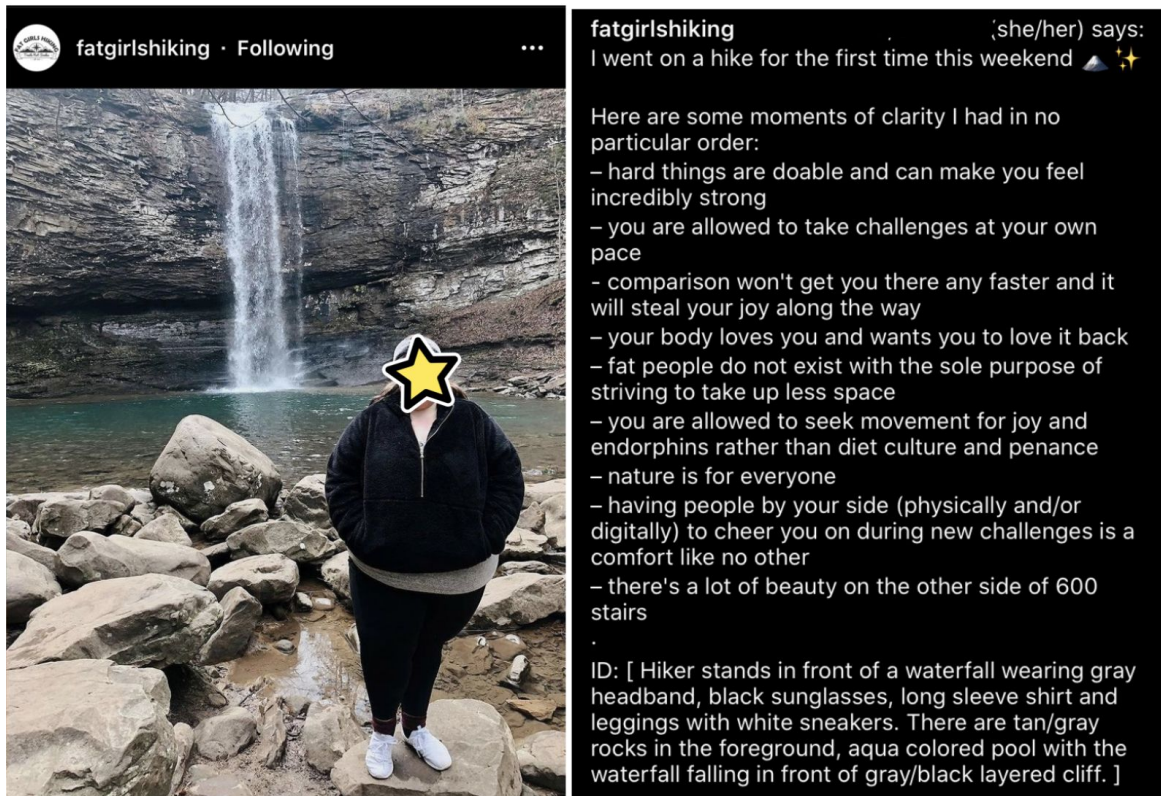 FAT GIRLS HIKING
fatgirlshiking · Following
fatgirlshiking
(she/her) says:
I went on a hike for the first time this weekend 🗻 ✨
Here are some moments of clarity I had in no
particular order:
– hard things are doable and can make you feel
incredibly strong
– you are allowed to take challenges at your own
pace
- comparison won't get you there any faster and it
will steal your joy along the way
– your body loves you and wants you to love it back
– fat people do not exist with the sole purpose of
striving to take up less space
– you are allowed to seek movement for joy and
endorphins rather than diet culture and penance
– nature is for everyone
– having people by your side (physically and/or
digitally) to cheer you on during new challenges is a
comfort like no other
– there's a lot of beauty on the other side of 600
stairs
.
ID: [ Hiker stands in front of a waterfall wearing gray
headband, black sunglasses, long sleeve shirt and
leggings with white sneakers. There are tan/gray
rocks in the foreground, aqua colored pool with the
waterfall falling in front of gray/black layered cliff. ]